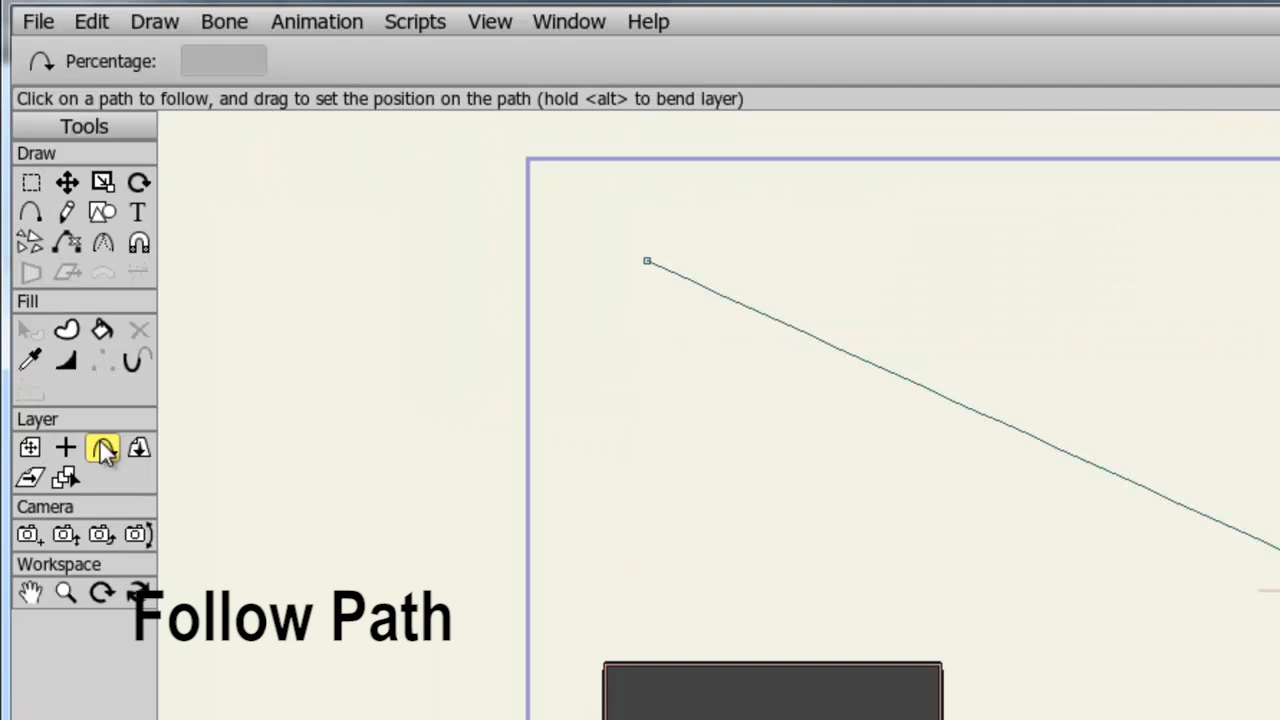 File Edit Draw Bone Animation Scripts View Window Help
Percentage:
Click on a path to follow, and drag to set the position on the path (hold <alt> to bend layer)
Tools
Draw
T
Fill
Layer
Camera
Workspace
Follow Path